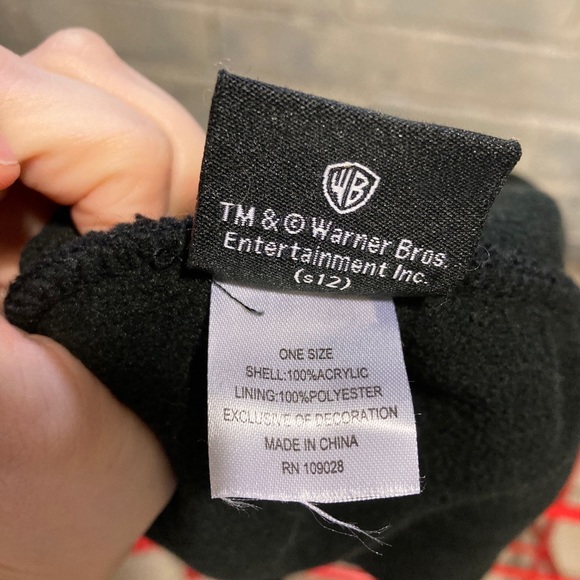 WB
TM & © Warner Bros.
Entertainment Inc.
(s12)
ONE SIZE
SHELL:100%ACRYLIC
LINING:100%POLYESTER
EXCLUSIVE OF DECORATION
MADE IN CHINA
RN 109028